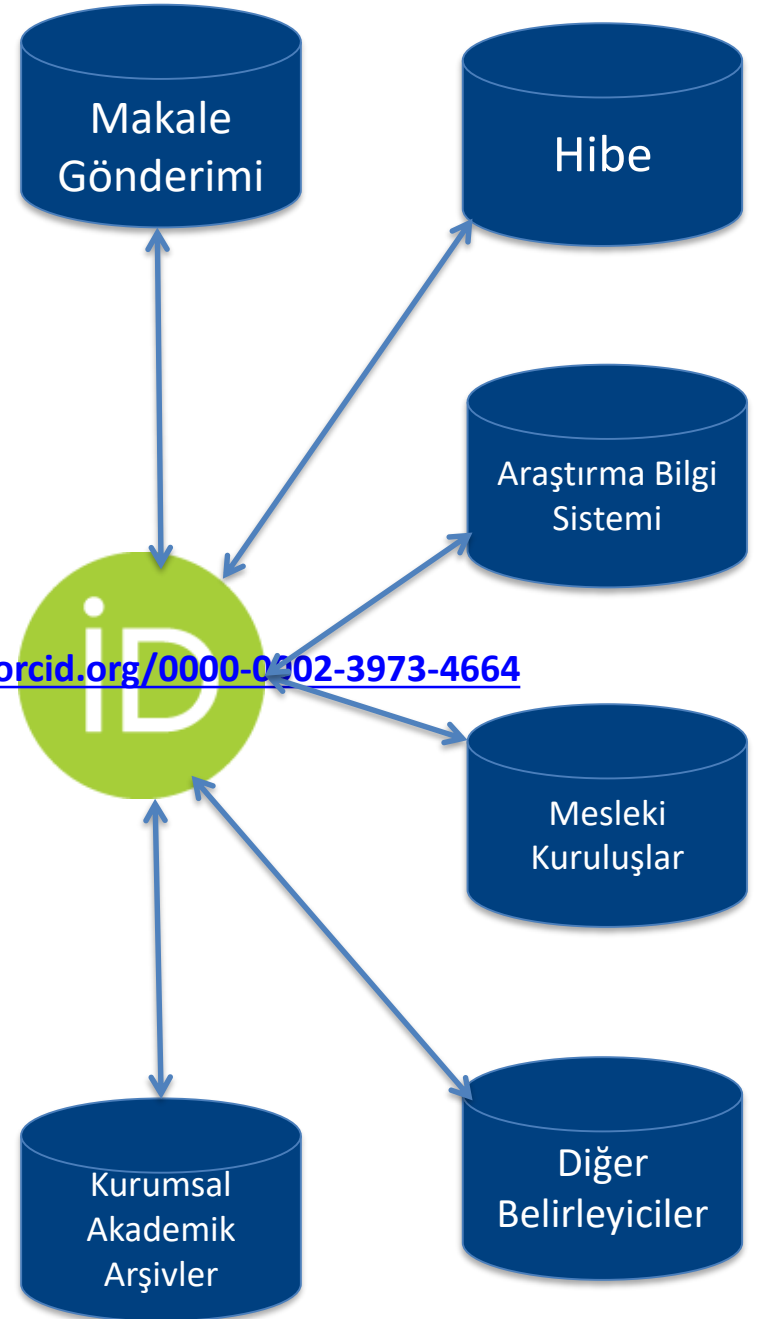 Makale
Gönderimi
Hibe
Araştırma Bilgi
Sistemi
iD
orcid.org/0000-0002-3973-4664
Mesleki
Kuruluşlar
Diğer
Belirleyiciler
Kurumsal
Akademik
Arşivler